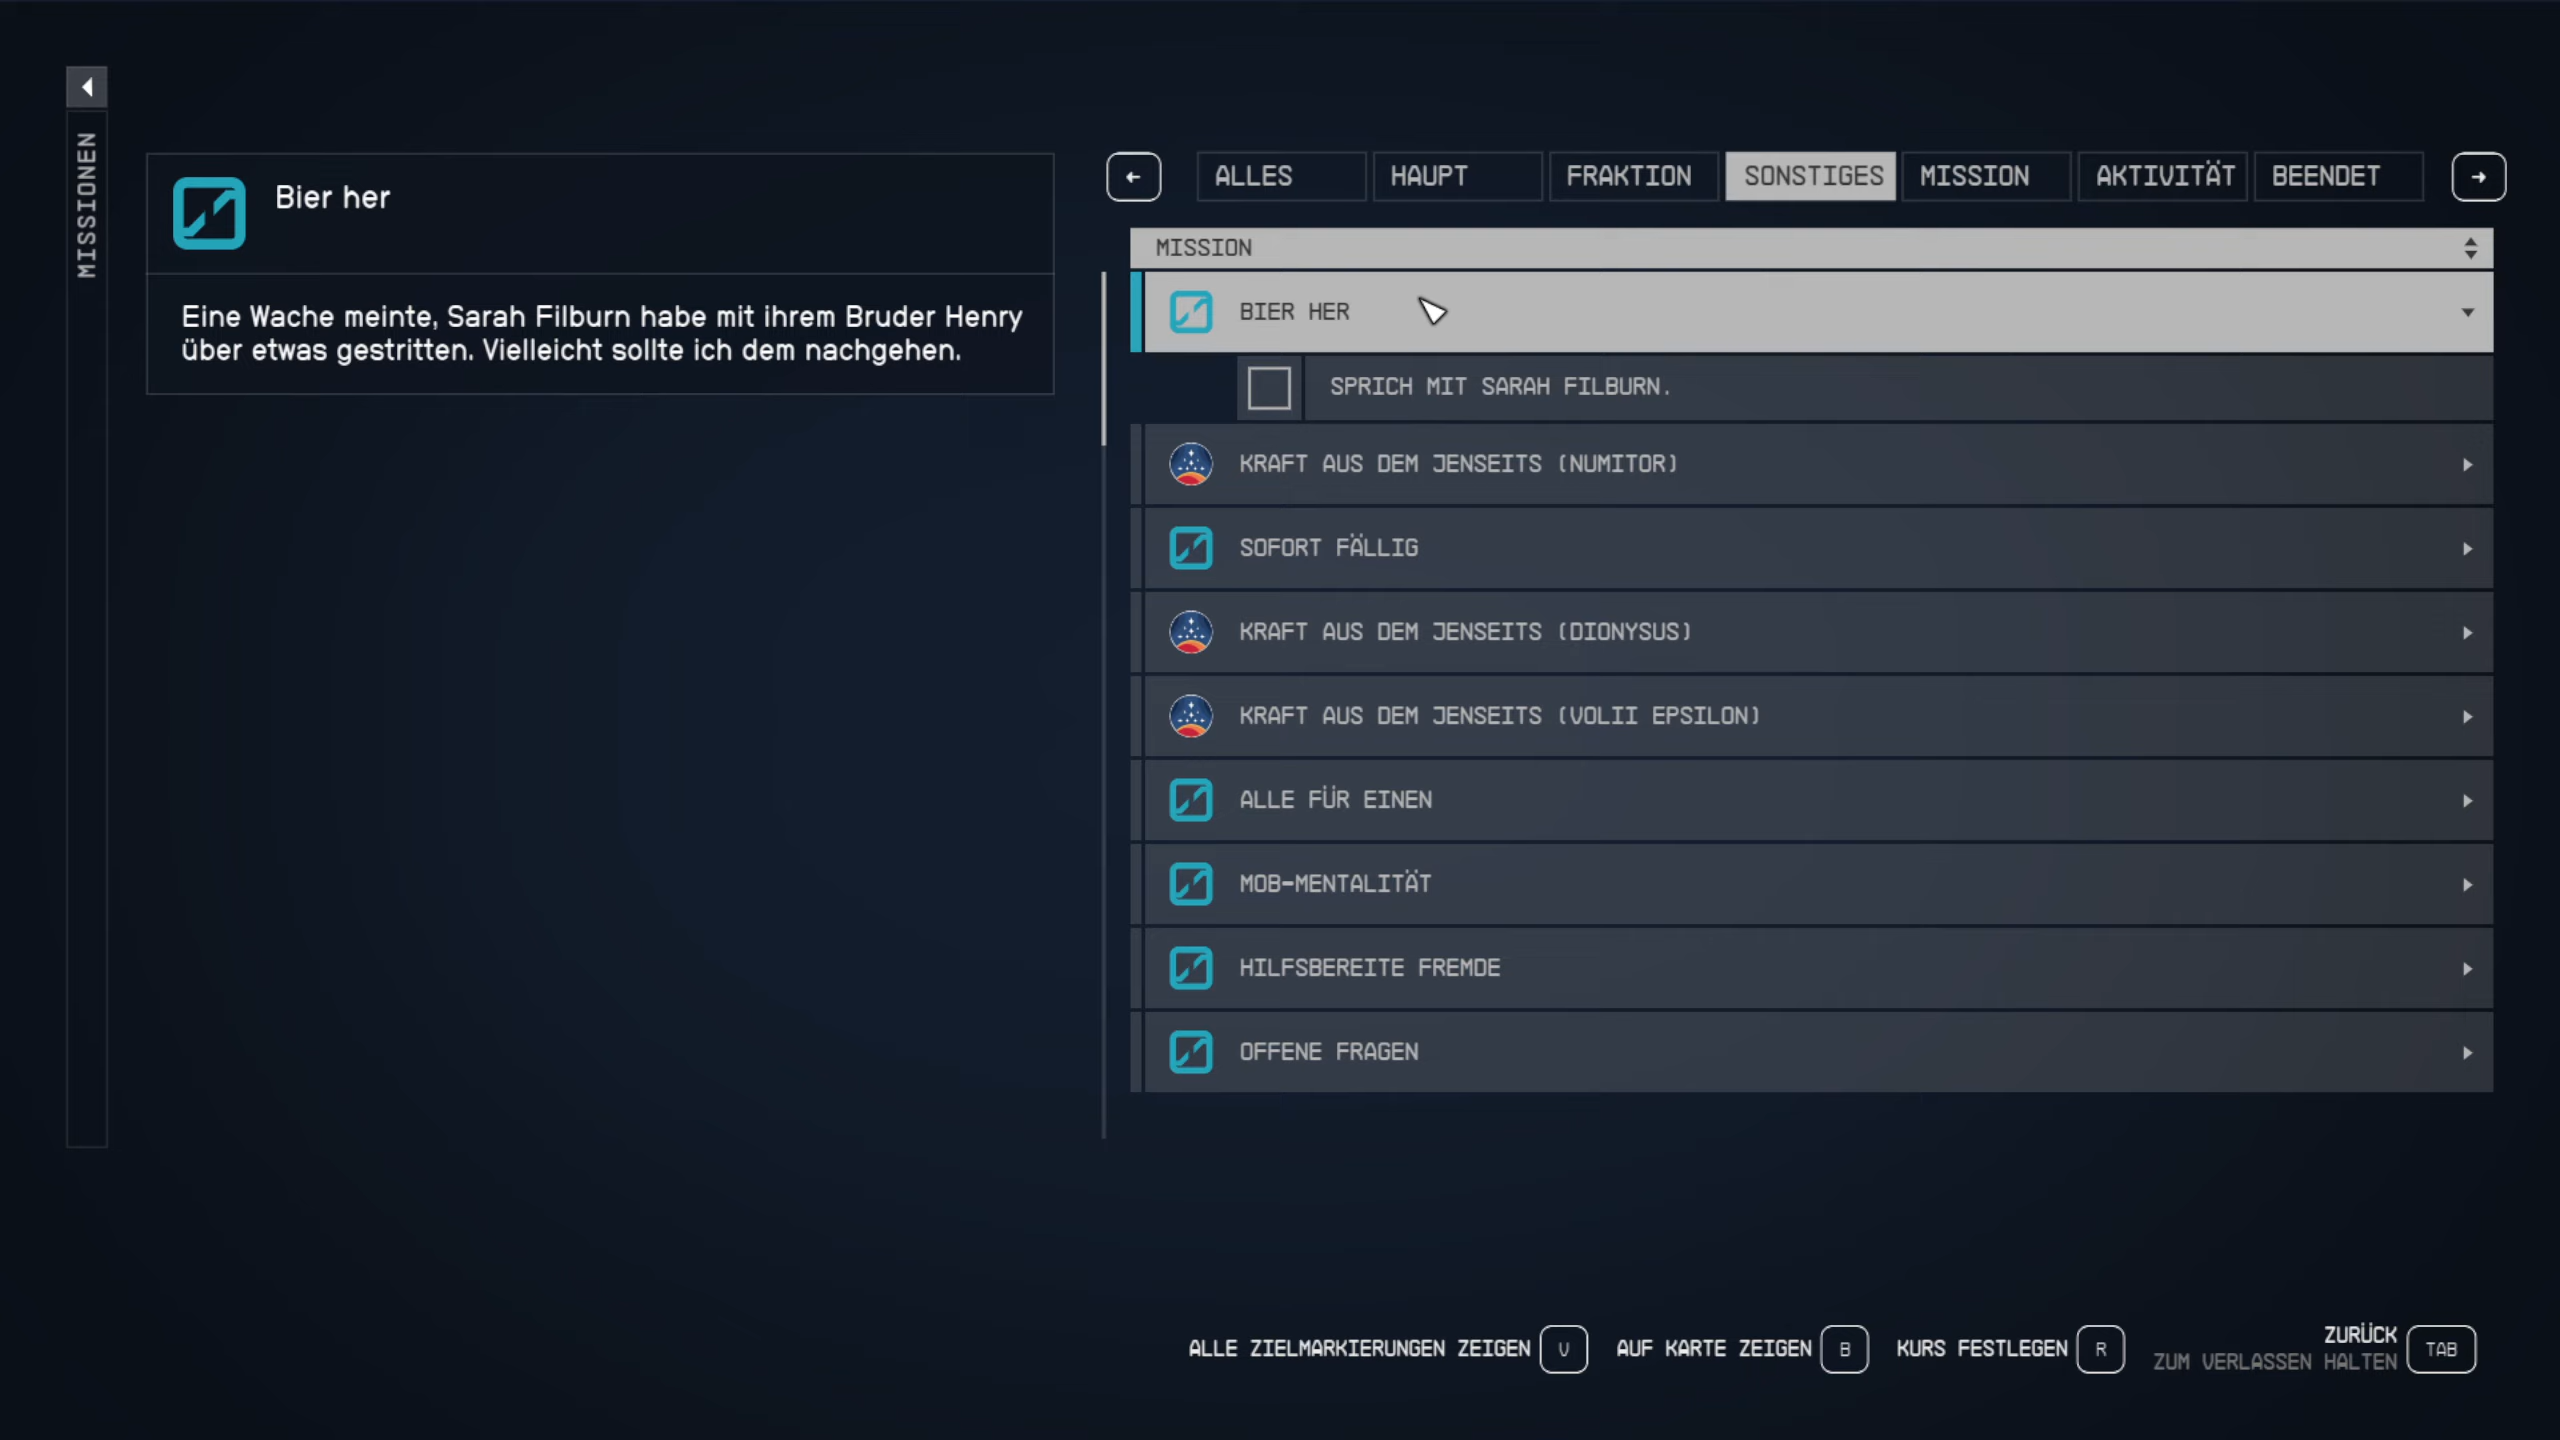 MISSIONEN
Bier her
Eine Wache meinte, Sarah Filburn habe mit ihrem Bruder Henry
über etwas gestritten. Vielleicht sollte ich dem nachgehen.
ALLES HAUPT FRAKTION SONSTIGES MISSION AKTIVITÄT BEENDET
MISSION
BIER HER
SPRICH MIT SARAH FILBURN.
KRAFT AUS DEM JENSEITS (NUMITOR)
SOFORT FÄLLIG
KRAFT AUS DEM JENSEITS (DIONYSUS)
KRAFT AUS DEM JENSEITS (VOLII EPSILON)
ALLE FÜR EINEN
MOB-MENTALITÄT
HILFSBEREITE FREMDE
OFFENE FRAGEN
ALLE ZIELMARKIERUNGEN ZEIGEN V AUF KARTE ZEIGEN B KURS FESTLEGEN R ZURÜCK TAB
ZUM VERLASSEN HALTEN